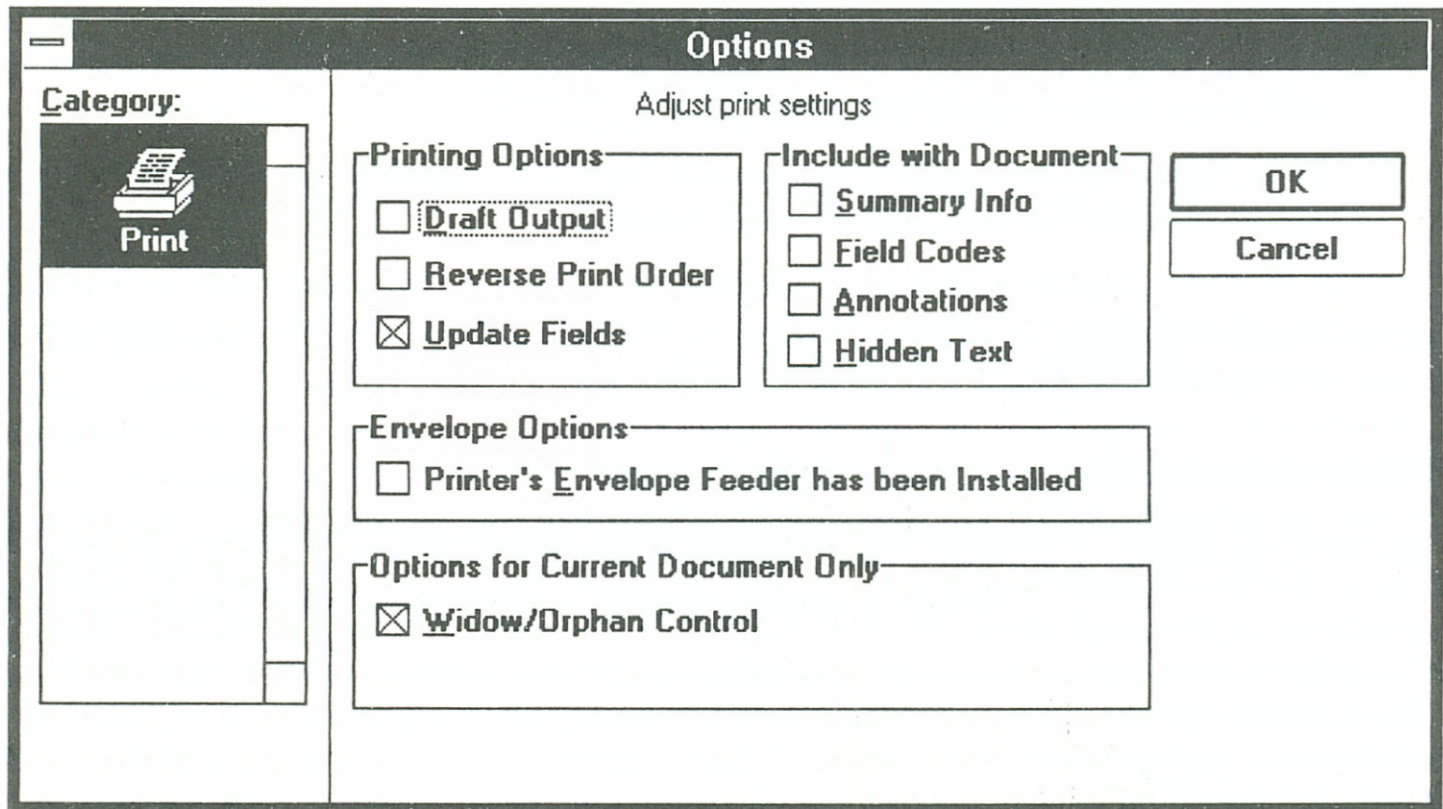 Options
Category:
Print
Adjust print settings
Printing Options
Draft Output
Reverse Print Order
Update Fields
Include with Document
Summary Info
Field Codes
Annotations
Hidden Text
OK
Cancel
Envelope Options
Printer's Envelope Feeder has been Installed
Options for Current Document Only
Widow/Orphan Control